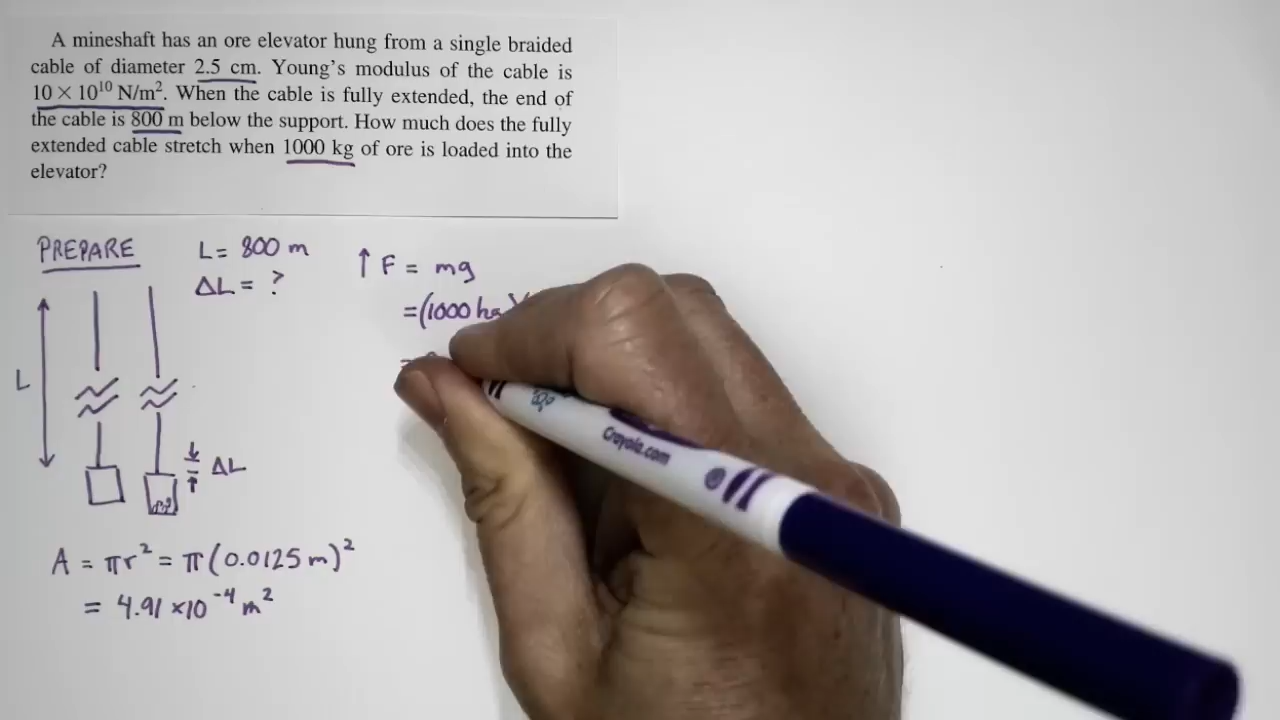 A mineshaft has an ore elevator hung from a single braided
cable of diameter 2.5 cm. Young's modulus of the cable is
10 × 10¹⁰ N/m². When the cable is fully extended, the end of
the cable is 800 m below the support. How much does the fully
extended cable stretch when 1000 kg of ore is loaded into the
elevator?
PREPARE
L = 800 m
ΔL = ?
↑ F = mg
= (1000 kg)
=
L
ΔL
A = πr² = π(0.0125 m)²
= 4.91 × 10⁻⁴ m²
Crayola.com